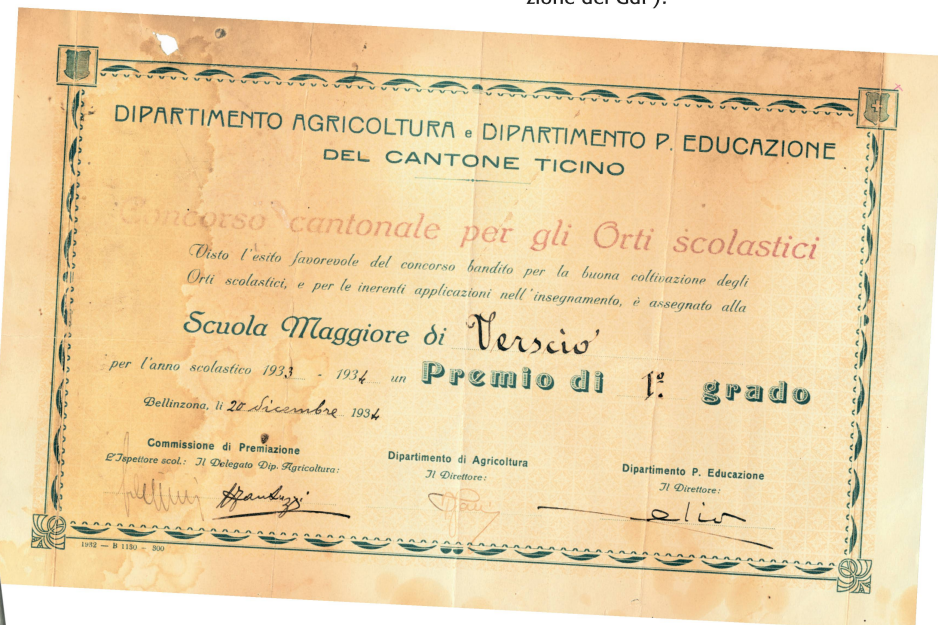 zione del GdP).
DIPARTIMENTO AGRICOLTURA e DIPARTIMENTO P. EDUCAZIONE
DEL CANTONE TICINO
Concorso cantonale per gli Orti scolastici
Visto l'esito favorevole del concorso bandito per la buona coltivazione degli
Orti scolastici, e per le inerenti applicazioni nell'insegnamento, è assegnato alla
Scuola Maggiore di Verscio
per l'anno scolastico 1933 - 1934 un Premio di 1º grado
Bellinzona, li 20 dicembre 1934
Commissione di Premiazione
L'Ispettore scol.: Il Delegato Dip. Agricoltura:
Dipartimento di Agricoltura
Il Direttore:
Dipartimento P. Educazione
Il Direttore:
1932 — B 1130 - 300